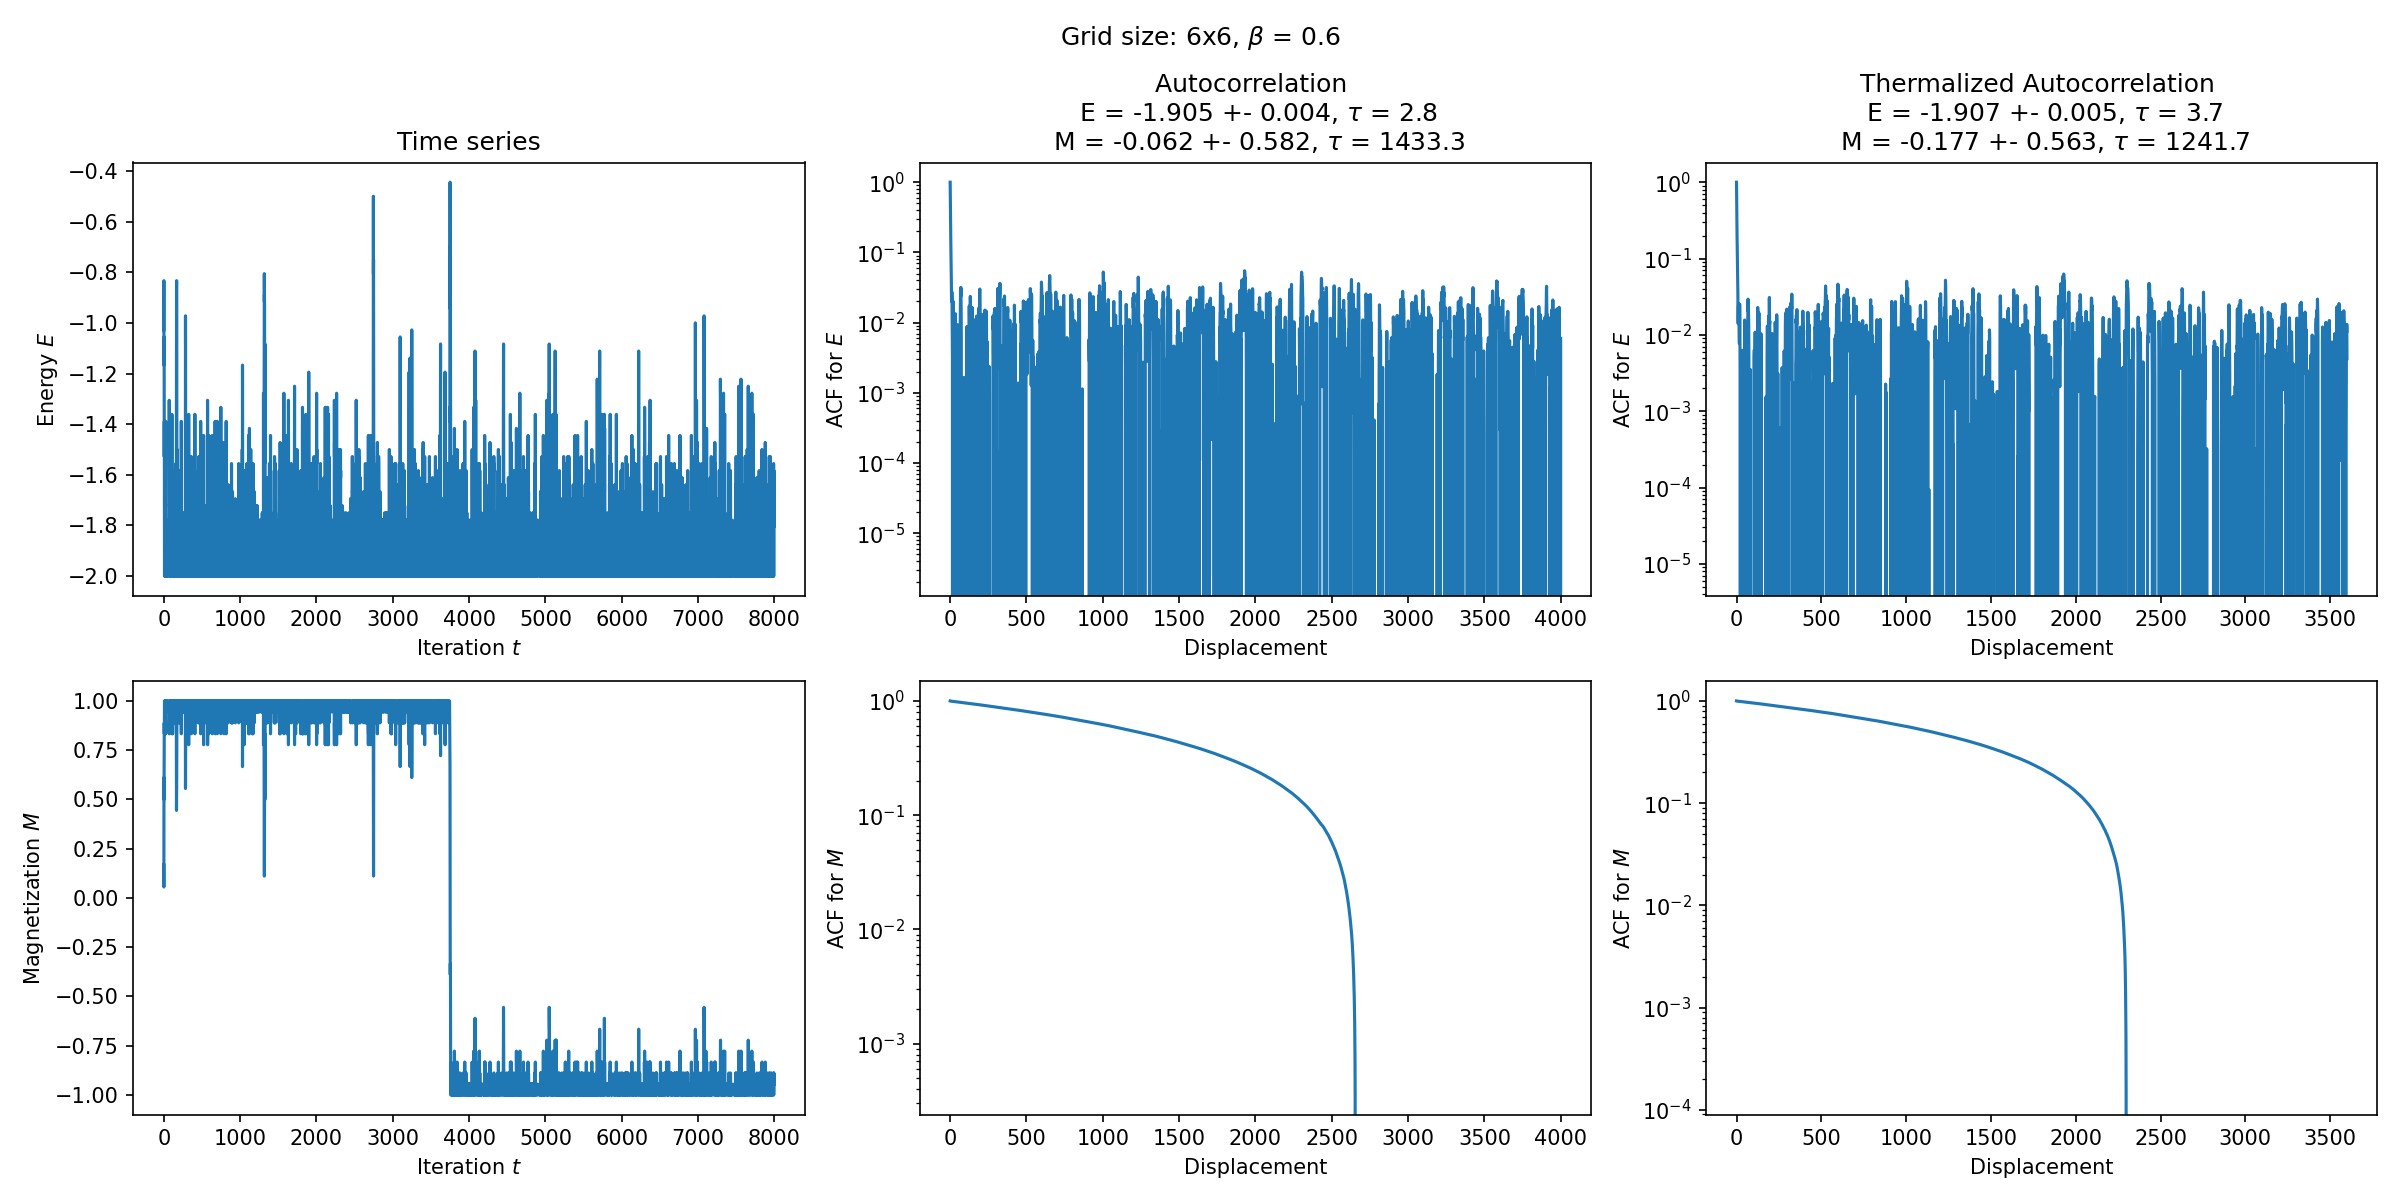 Grid size: 6x6, β = 0.6
Time series
Autocorrelation
E = -1.905 +- 0.004, τ = 2.8
M = -0.062 +- 0.582, τ = 1433.3
Thermalized Autocorrelation
E = -1.907 +- 0.005, τ = 3.7
M = -0.177 +- 0.563, τ = 1241.7
Energy E
−0.4
−0.6
−0.8
−1.0
−1.2
−1.4
−1.6
−1.8
−2.0
0 1000 2000 3000 4000 5000 6000 7000 8000
Iteration t
ACF for E
10⁰
10⁻¹
10⁻²
10⁻³
10⁻⁴
10⁻⁵
0 500 1000 1500 2000 2500 3000 3500 4000
Displacement
ACF for E
10⁰
10⁻¹
10⁻²
10⁻³
10⁻⁴
10⁻⁵
0 500 1000 1500 2000 2500 3000 3500
Displacement
Magnetization M
1.00
0.75
0.50
0.25
0.00
−0.25
−0.50
−0.75
−1.00
0 1000 2000 3000 4000 5000 6000 7000 8000
Iteration t
ACF for M
10⁰
10⁻¹
10⁻²
10⁻³
0 500 1000 1500 2000 2500 3000 3500 4000
Displacement
ACF for M
10⁰
10⁻¹
10⁻²
10⁻³
10⁻⁴
0 500 1000 1500 2000 2500 3000 3500
Displacement